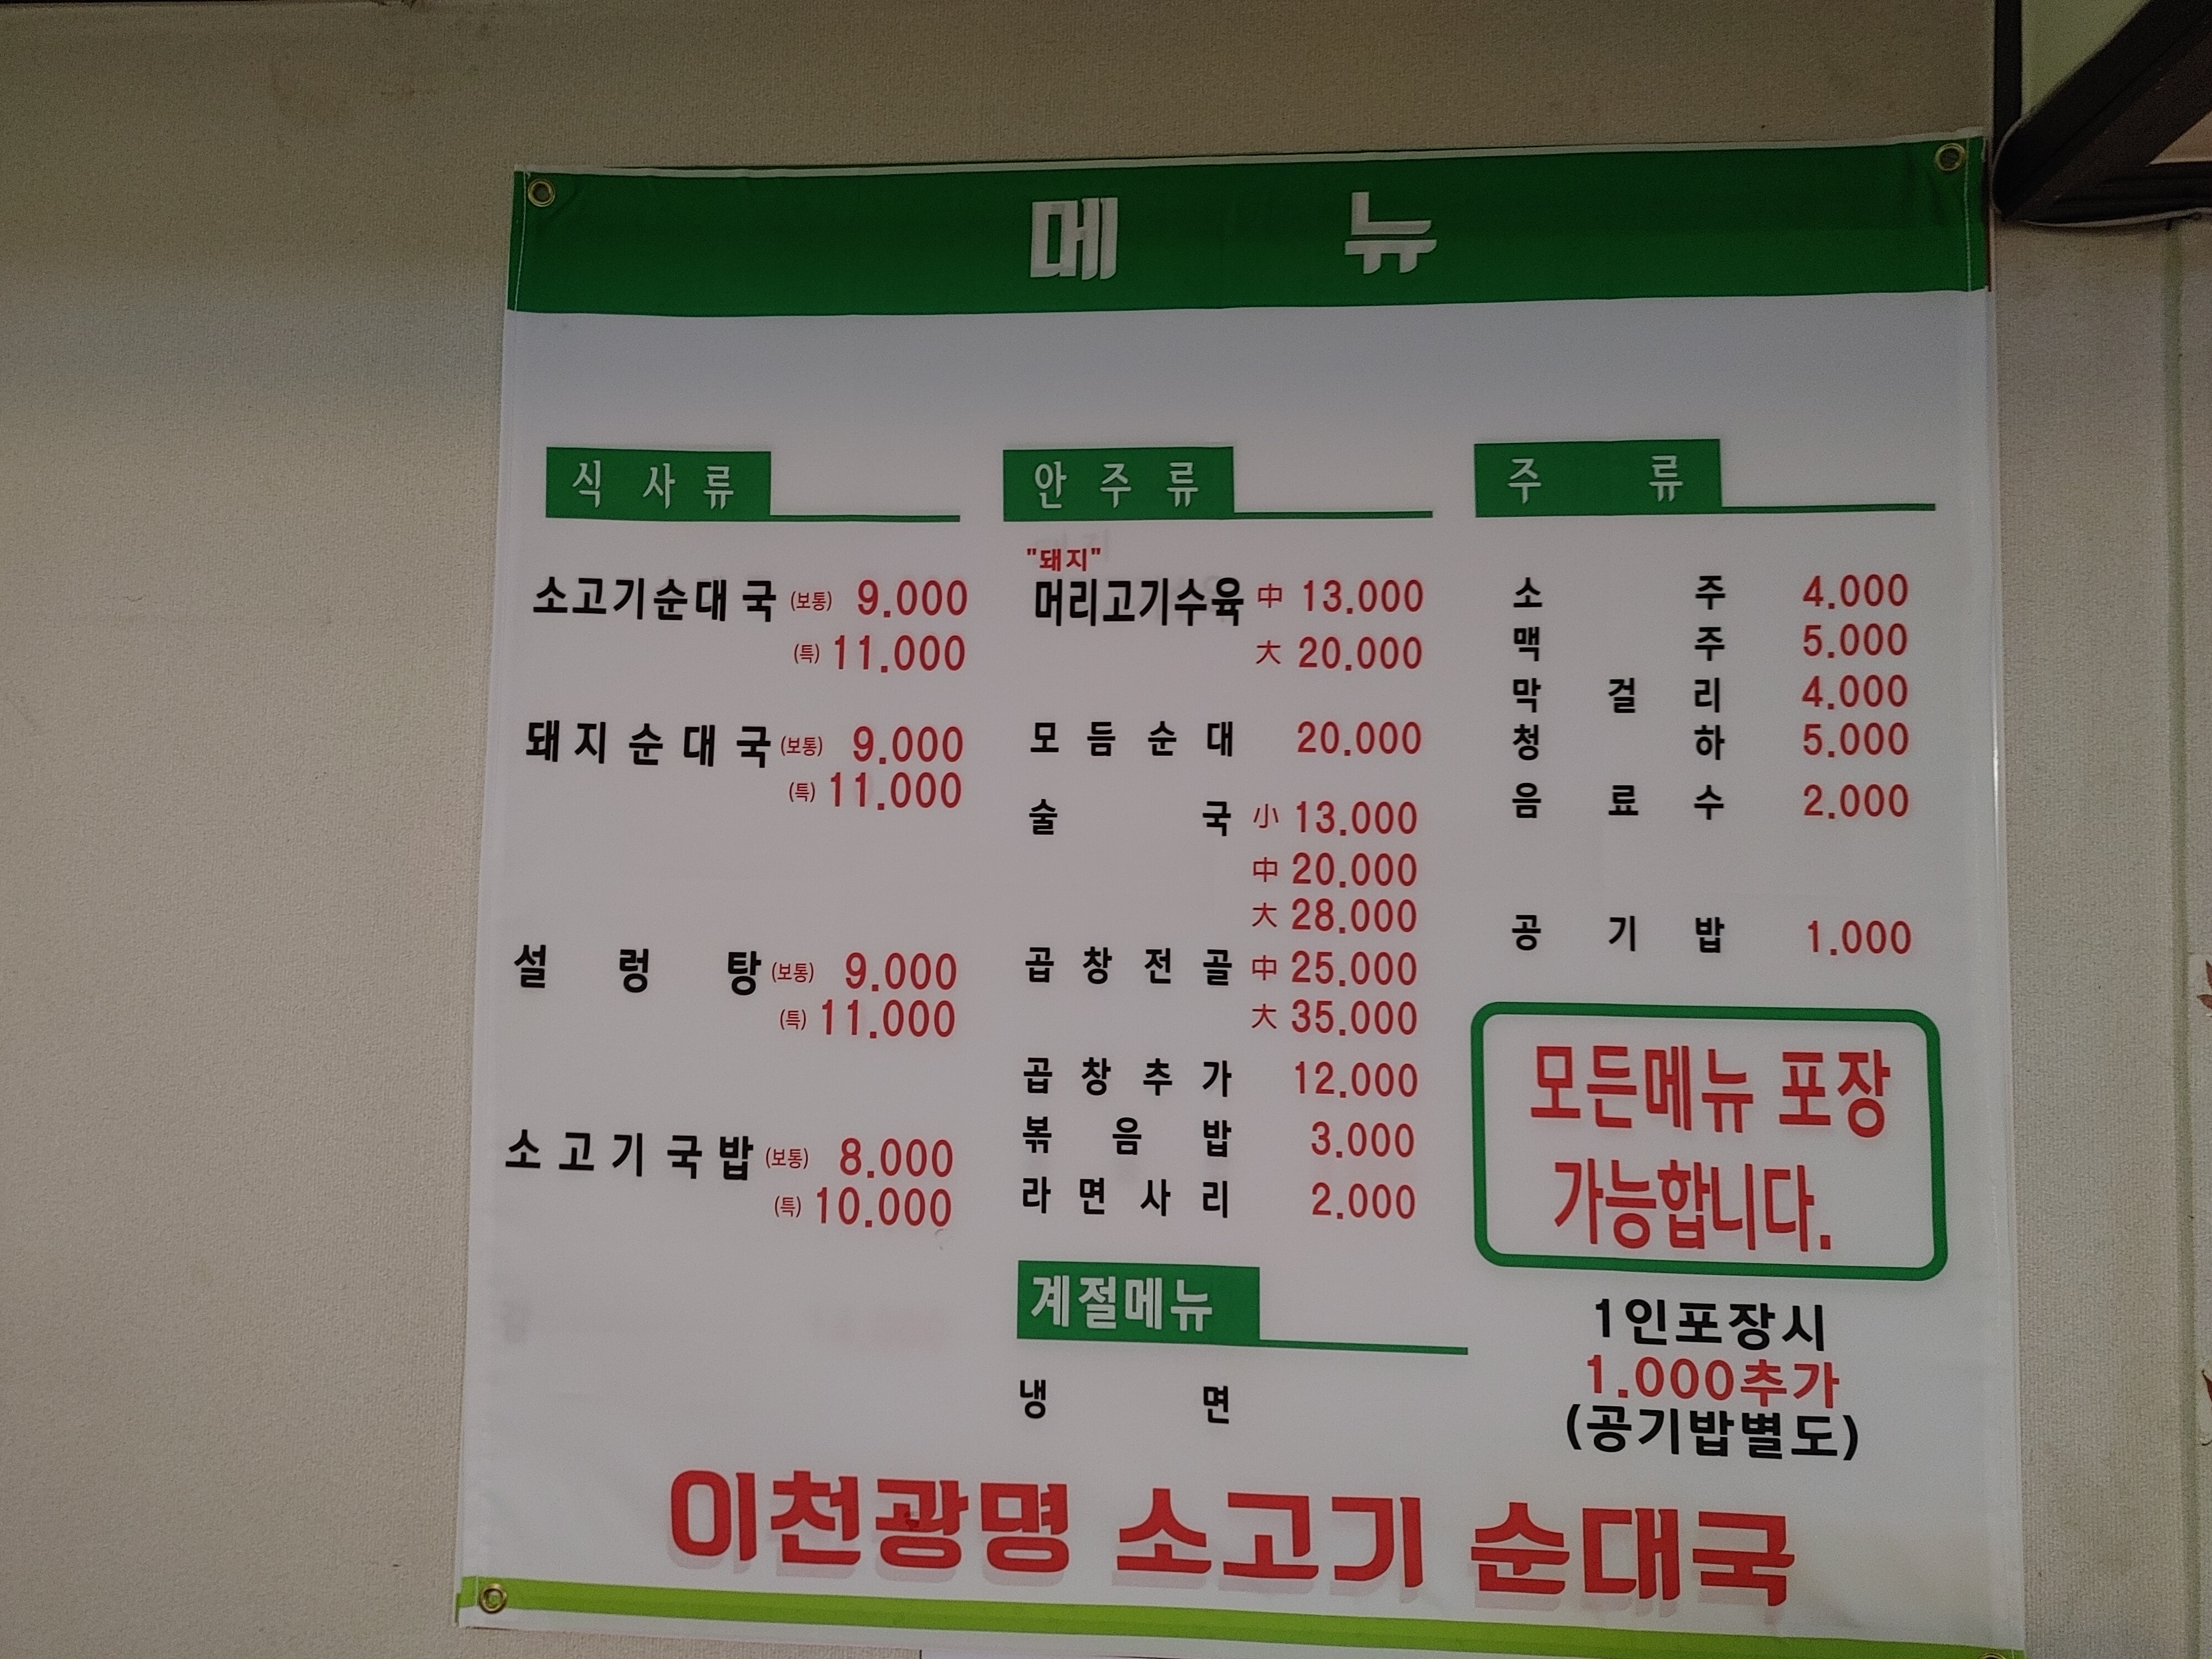 메뉴
식사류
소고기순대국 (보통) 9.000
(특) 11.000
돼지순대국 (보통) 9.000
(특) 11.000
설렁탕 (보통) 9.000
(특) 11.000
소고기국밥 (보통) 8.000
(특) 10.000
안주류
"돼지"
머리고기수육 中 13.000
大 20.000
모듬순대 20.000
술국 小 13.000
中 20.000
大 28.000
곱창전골 中 25.000
大 35.000
곱창추가 12.000
볶음밥 3.000
라면사리 2.000
계절메뉴
냉면
주류
소주 4.000
맥주 5.000
막걸리 4.000
청하 5.000
음료수 2.000
공기밥 1.000
모든메뉴 포장
가능합니다.
1인포장시
1.000추가
(공기밥별도)
이천광명 소고기 순대국